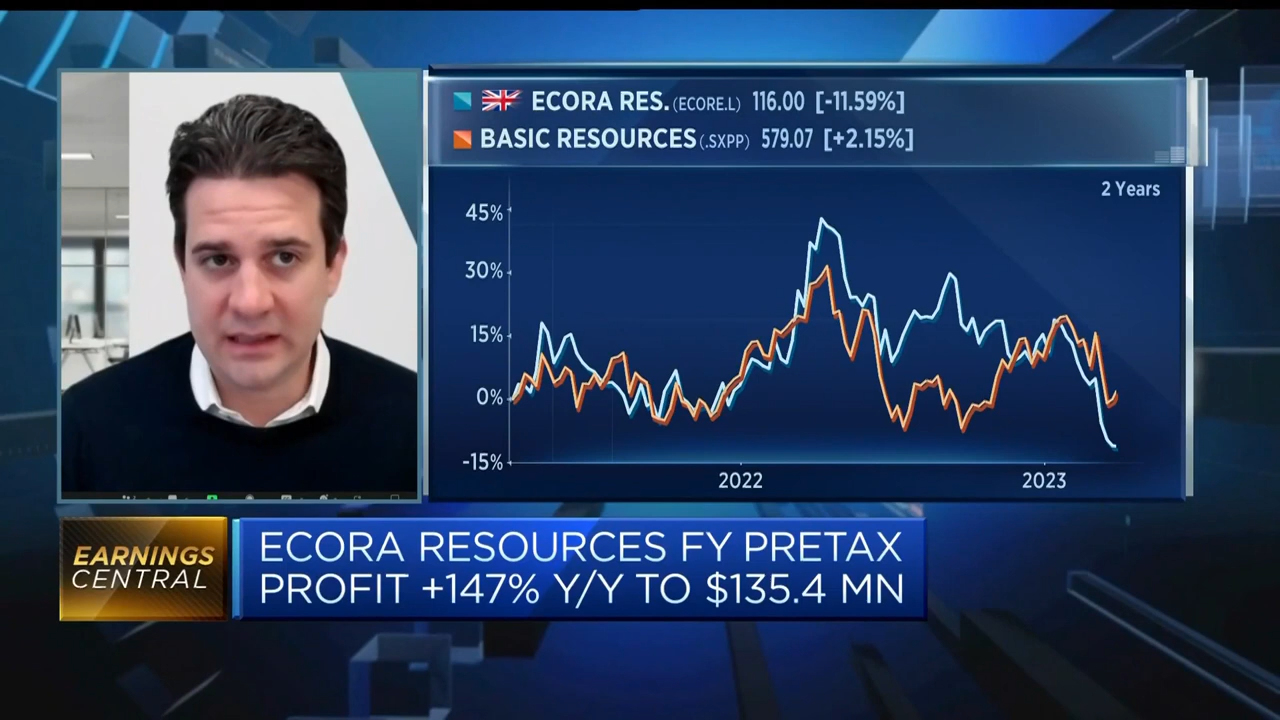 ECORA RES. (ECORE.L) 116.00 [-11.59%]
BASIC RESOURCES (.SXPP) 579.07 [+2.15%]
2 Years
45%
30%
15%
0%
-15%
2022
2023
EARNINGS
CENTRAL
ECORA RESOURCES FY PRETAX
PROFIT +147% Y/Y TO $135.4 MN